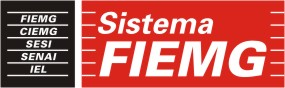 FIEMG
CIEMG
SESI
SENAI
IEL
Sistema
FIEMG